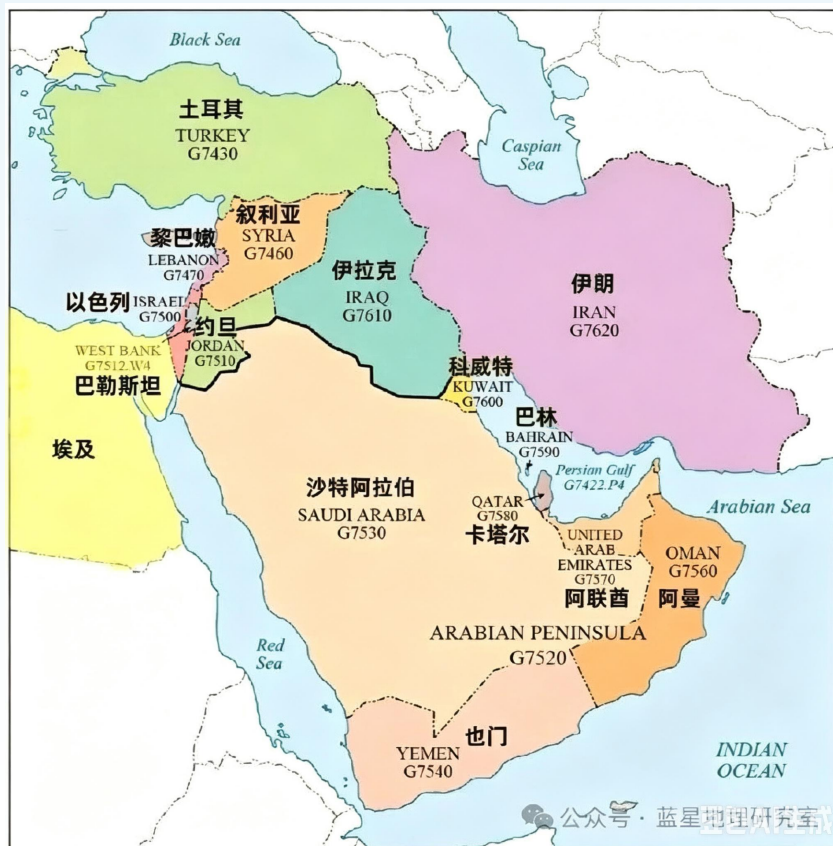 Black Sea
土耳其
TURKEY
G7430
Caspian
Sea
叙利亚
SYRIA
G7460
黎巴嫩
LEBANON
G7470
伊拉克
IRAQ
G7610
伊朗
IRAN
G7620
以色列
ISRAEL
G7500
约旦
JORDAN
G7510
WEST BANK
G7512.W4
巴勒斯坦
科威特
KUWAIT
G7600
巴林
BAHRAIN
G7590
埃及
Persian Gulf
G7422.P4
沙特阿拉伯
SAUDI ARABIA
G7530
QATAR
G7580
卡塔尔
Arabian Sea
UNITED
ARAB
EMIRATES
G7570
阿联酋
OMAN
G7560
阿曼
ARABIAN PENINSULA
G7520
Red
Sea
也门
YEMEN
G7540
INDIAN
OCEAN
公众号 · 蓝星地理研究室